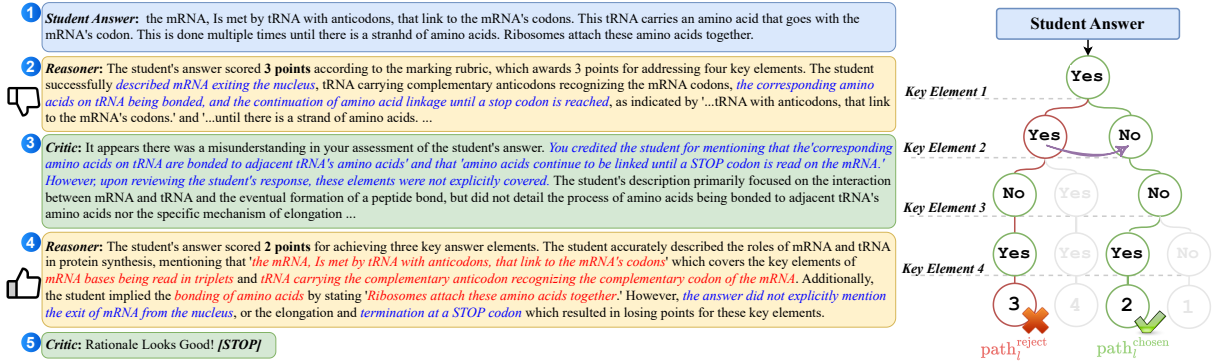 1 Student Answer: the mRNA, Is met by tRNA with anticodons, that link to the mRNA's codons. This tRNA carries an amino acid that goes with the
mRNA's codon. This is done multiple times until there is a stranhd of amino acids. Ribosomes attach these amino acids together.
2 Reasoner: The student's answer scored 3 points according to the marking rubric, which awards 3 points for addressing four key elements. The student
successfully described mRNA exiting the nucleus, tRNA carrying complementary anticodons recognizing the mRNA codons, the corresponding amino
acids on tRNA being bonded, and the continuation of amino acid linkage until a stop codon is reached, as indicated by '...tRNA with anticodons, that link
to the mRNA's codons.' and '...until there is a strand of amino acids. ...
3 Critic: It appears there was a misunderstanding in your assessment of the student's answer. You credited the student for mentioning that the'corresponding
amino acids on tRNA are bonded to adjacent tRNA's amino acids' and that 'amino acids continue to be linked until a STOP codon is read on the mRNA.'
However, upon reviewing the student's response, these elements were not explicitly covered. The student's description primarily focused on the interaction
between mRNA and tRNA and the eventual formation of a peptide bond, but did not detail the process of amino acids being bonded to adjacent tRNA's
amino acids nor the specific mechanism of elongation ...
4 Reasoner: The student's answer scored 2 points for achieving three key answer elements. The student accurately described the roles of mRNA and tRNA
in protein synthesis, mentioning that 'the mRNA, Is met by tRNA with anticodons, that link to the mRNA's codons' which covers the key elements of
mRNA bases being read in triplets and tRNA carrying the complementary anticodon recognizing the complementary codon of the mRNA. Additionally,
the student implied the bonding of amino acids by stating 'Ribosomes attach these amino acids together.' However, the answer did not explicitly mention
the exit of mRNA from the nucleus, or the elongation and termination at a STOP codon which resulted in losing points for these key elements.
5 Critic: Rationale Looks Good! [STOP]
Student Answer
Yes
Key Element 1
Yes No
Key Element 2
No Yes No
Key Element 3
Yes Yes Yes No
Key Element 4
3 4 2 1
path_l^reject path_l^chosen